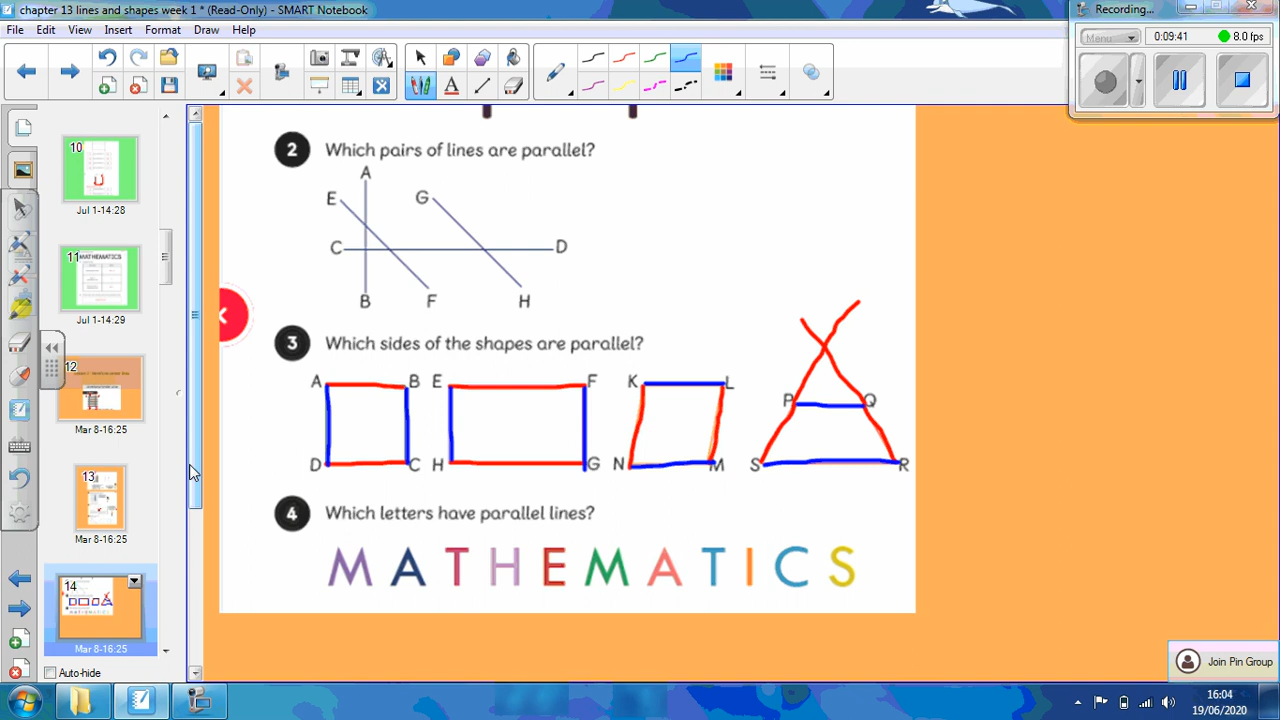 chapter 13 lines and shapes week 1 * (Read-Only) - SMART Notebook
Recording...
File Edit View Insert Format Draw Help
Menu
0:09:41 8.0 fps
A
2 Which pairs of lines are parallel?
A
E G
C D
B F H
3 Which sides of the shapes are parallel?
A B E F K L P Q
D C H G N M S R
4 Which letters have parallel lines?
MATHEMATICS
10
Jul 1-14:28
11
MATHEMATICS
Jul 1-14:29
12
Mar 8-16:25
13
Mar 8-16:25
14
Mar 8-16:25
Auto-hide
Join Pin Group
16:04
19/06/2020